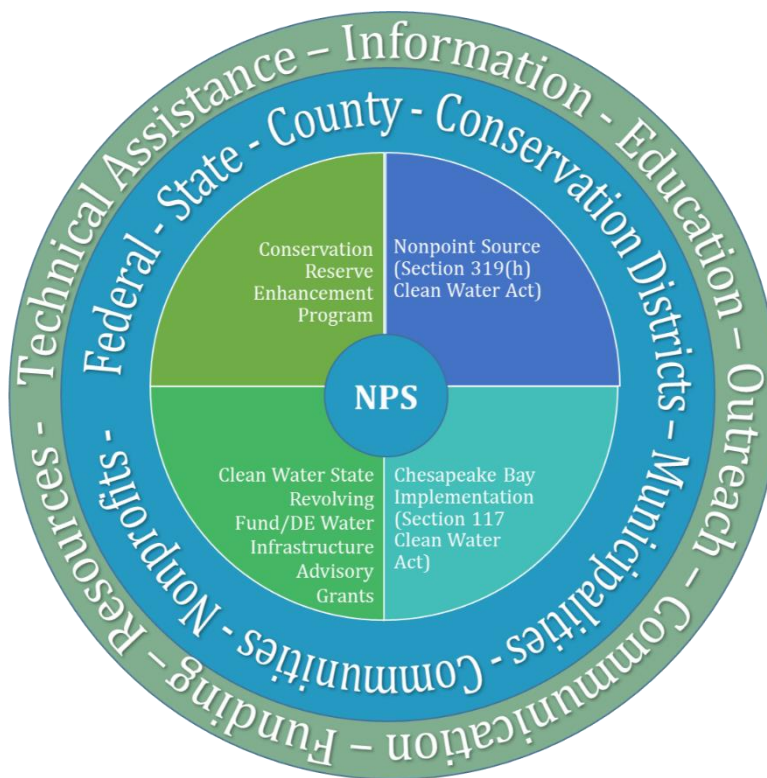 Technical Assistance – Information - Education – Outreach – Communication – Funding – Resources -
Federal - State - County - Conservation Districts – Municipalities - Communities - Nonprofits -
Conservation
Reserve
Enhancement
Program
Nonpoint Source
(Section 319(h)
Clean Water Act)
NPS
Clean Water State
Revolving
Fund/DE Water
Infrastructure
Advisory
Grants
Chesapeake Bay
Implementation
(Section 117
Clean Water
Act)